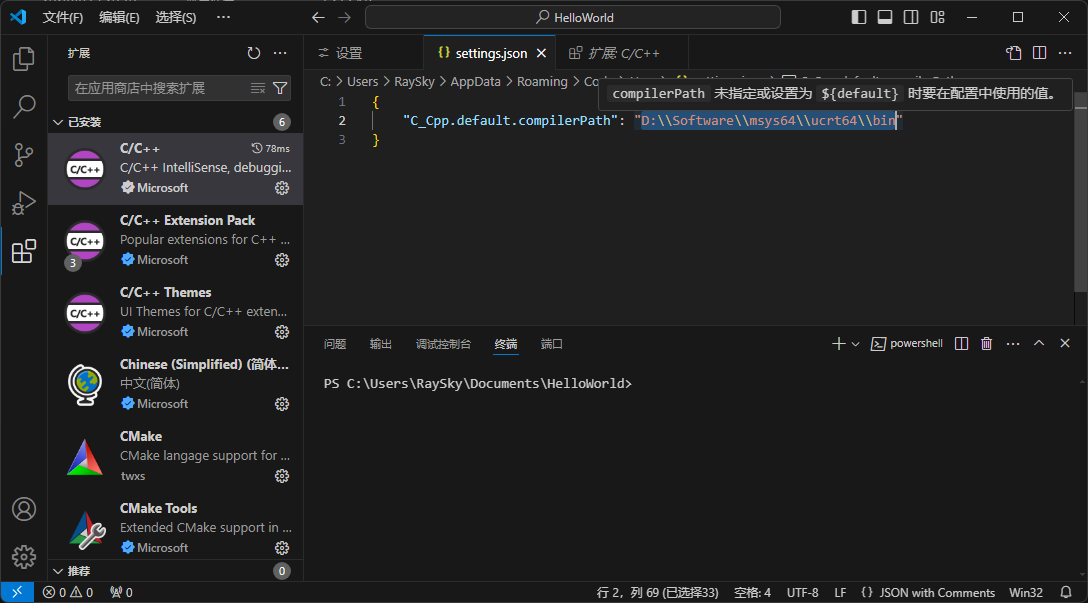 文件(F) 编辑(E) 选择(S) ··· HelloWorld
扩展 ···
在应用商店中搜索扩展
已安装 6
C/C++ C/C++ 78ms
C/C++ IntelliSense, debuggi...
Microsoft
C/C++ C/C++ Extension Pack
Popular extensions for C++ ...
3 Microsoft
C/C++ C/C++ Themes
UI Themes for C/C++ exten...
Microsoft
Chinese (Simplified) (简体...
中文(简体)
Microsoft
CMake
CMake langage support for ...
twxs
CMake Tools
Extended CMake support in ...
Microsoft
推荐 0
设置 {} settings.json 扩展: C/C++ ···
C: > Users > RaySky > AppData > Roaming >
compilerPath 未指定或设置为 ${default} 时要在配置中使用的值。
1 {
2 "C_Cpp.default.compilerPath": "D:\\Software\\msys64\\ucrt64\\bin"
3 }
问题 输出 调试控制台 终端 端口 powershell ···
PS C:\Users\RaySky\Documents\HelloWorld>
0 0 0 行 2，列 69 (已选择33) 空格: 4 UTF-8 LF {} JSON with Comments Win32